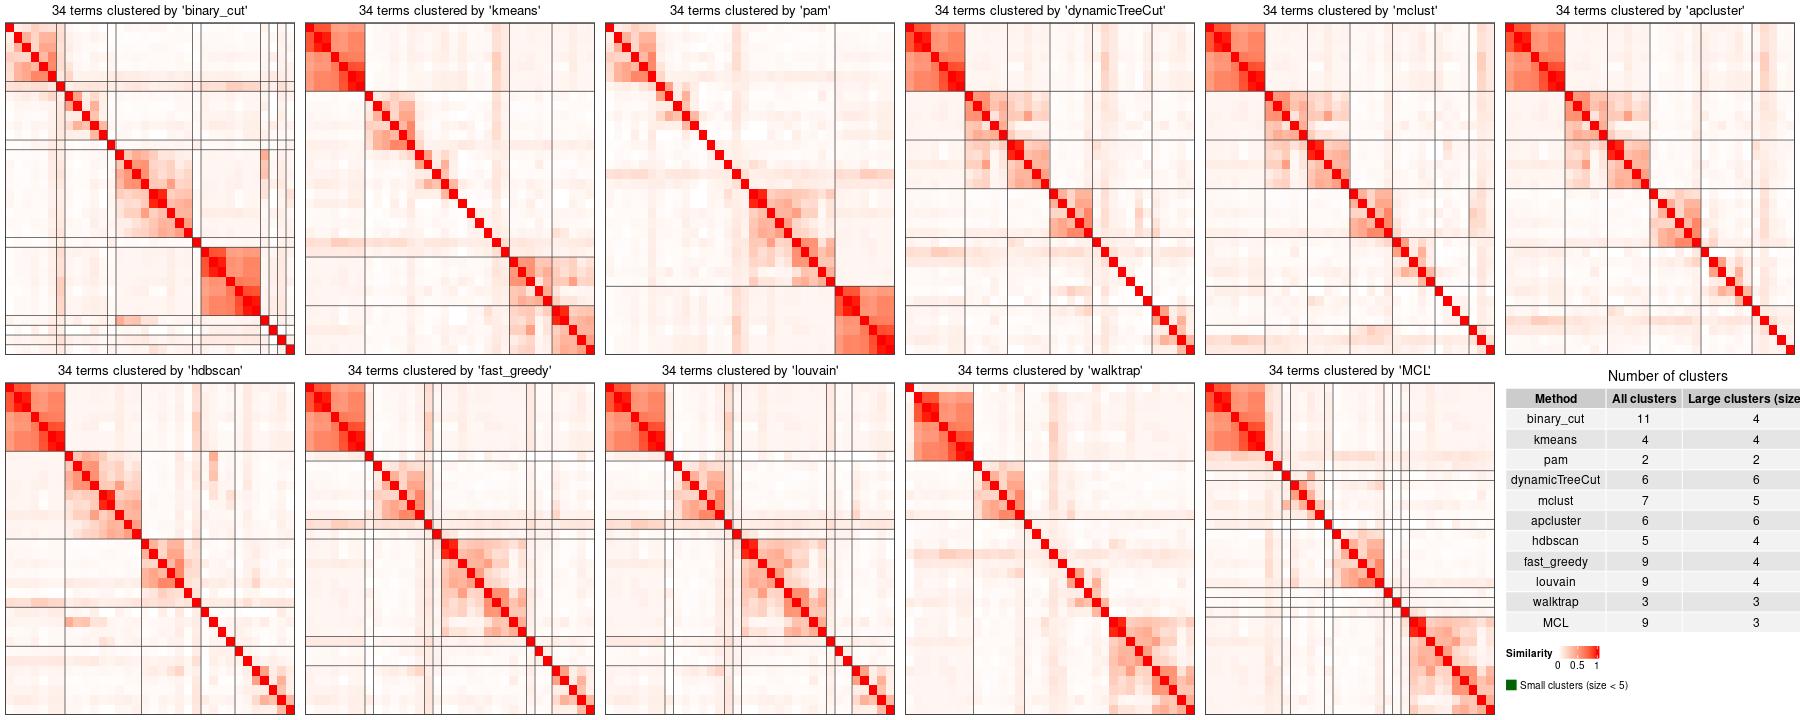 34 terms clustered by 'binary_cut'
34 terms clustered by 'kmeans'
34 terms clustered by 'pam'
34 terms clustered by 'dynamicTreeCut'
34 terms clustered by 'mclust'
34 terms clustered by 'apcluster'
34 terms clustered by 'hdbscan'
34 terms clustered by 'fast_greedy'
34 terms clustered by 'louvain'
34 terms clustered by 'walktrap'
34 terms clustered by 'MCL'
Number of clusters
Method All clusters Large clusters (size
binary_cut 11 4
kmeans 4 4
pam 2 2
dynamicTreeCut 6 6
mclust 7 5
apcluster 6 6
hdbscan 5 4
fast_greedy 9 4
louvain 9 4
walktrap 3 3
MCL 9 3
Similarity
0 0.5 1
Small clusters (size < 5)